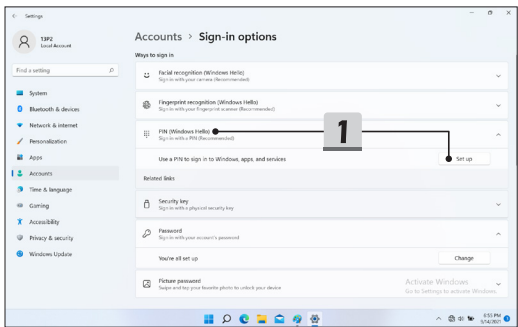 Settings
13P2
Local Account
Find a setting
System
Bluetooth & devices
Network & internet
Personalization
Apps
Accounts
Time & language
Gaming
Accessibility
Privacy & security
Windows Update
Accounts > Sign-in options
Ways to sign in
Facial recognition (Windows Hello)
Sign in with your camera (Recommended)
Fingerprint recognition (Windows Hello)
Sign in with your fingerprint scanner (Recommended)
PIN (Windows Hello)
Sign in with a PIN (Recommended)
1
Use a PIN to sign in to Windows, apps, and services
Set up
Related links
Security key
Sign in with a physical security key
Password
Sign in with your account's password
You're all set up
Change
Picture password
Swipe and tap your favorite photo to unlock your device
Activate Windows
Go to Settings to activate Windows.
6:53 PM
9/14/2021